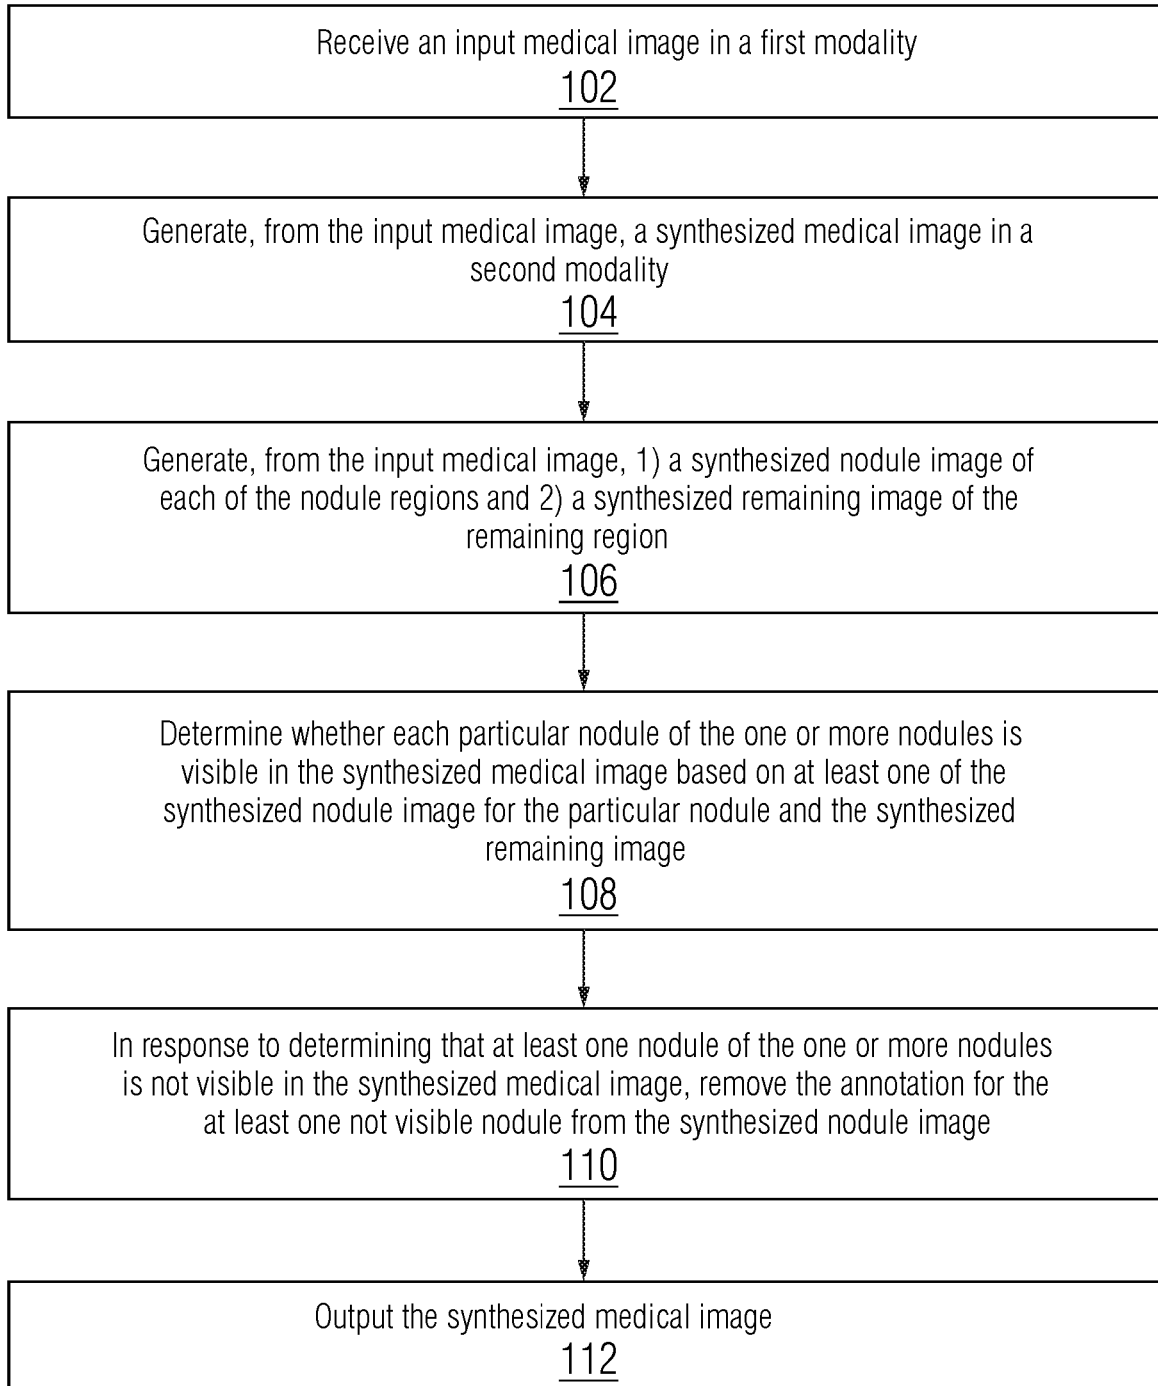 Receive an input medical image in a first modality
102
Generate, from the input medical image, a synthesized medical image in a
second modality
104
Generate, from the input medical image, 1) a synthesized nodule image of
each of the nodule regions and 2) a synthesized remaining image of the
remaining region
106
Determine whether each particular nodule of the one or more nodules is
visible in the synthesized medical image based on at least one of the
synthesized nodule image for the particular nodule and the synthesized
remaining image
108
In response to determining that at least one nodule of the one or more nodules
is not visible in the synthesized medical image, remove the annotation for the
at least one not visible nodule from the synthesized nodule image
110
Output the synthesized medical image
112